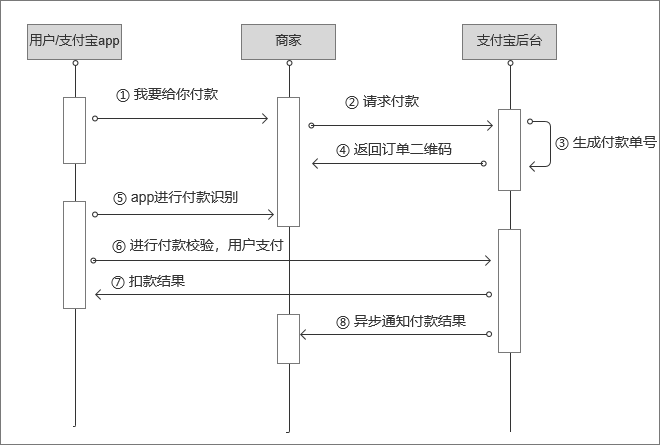 用户/支付宝app
商家
支付宝后台
① 我要给你付款
② 请求付款
③ 生成付款单号
④ 返回订单二维码
⑤ app进行付款识别
⑥ 进行付款校验，用户支付
⑦ 扣款结果
⑧ 异步通知付款结果